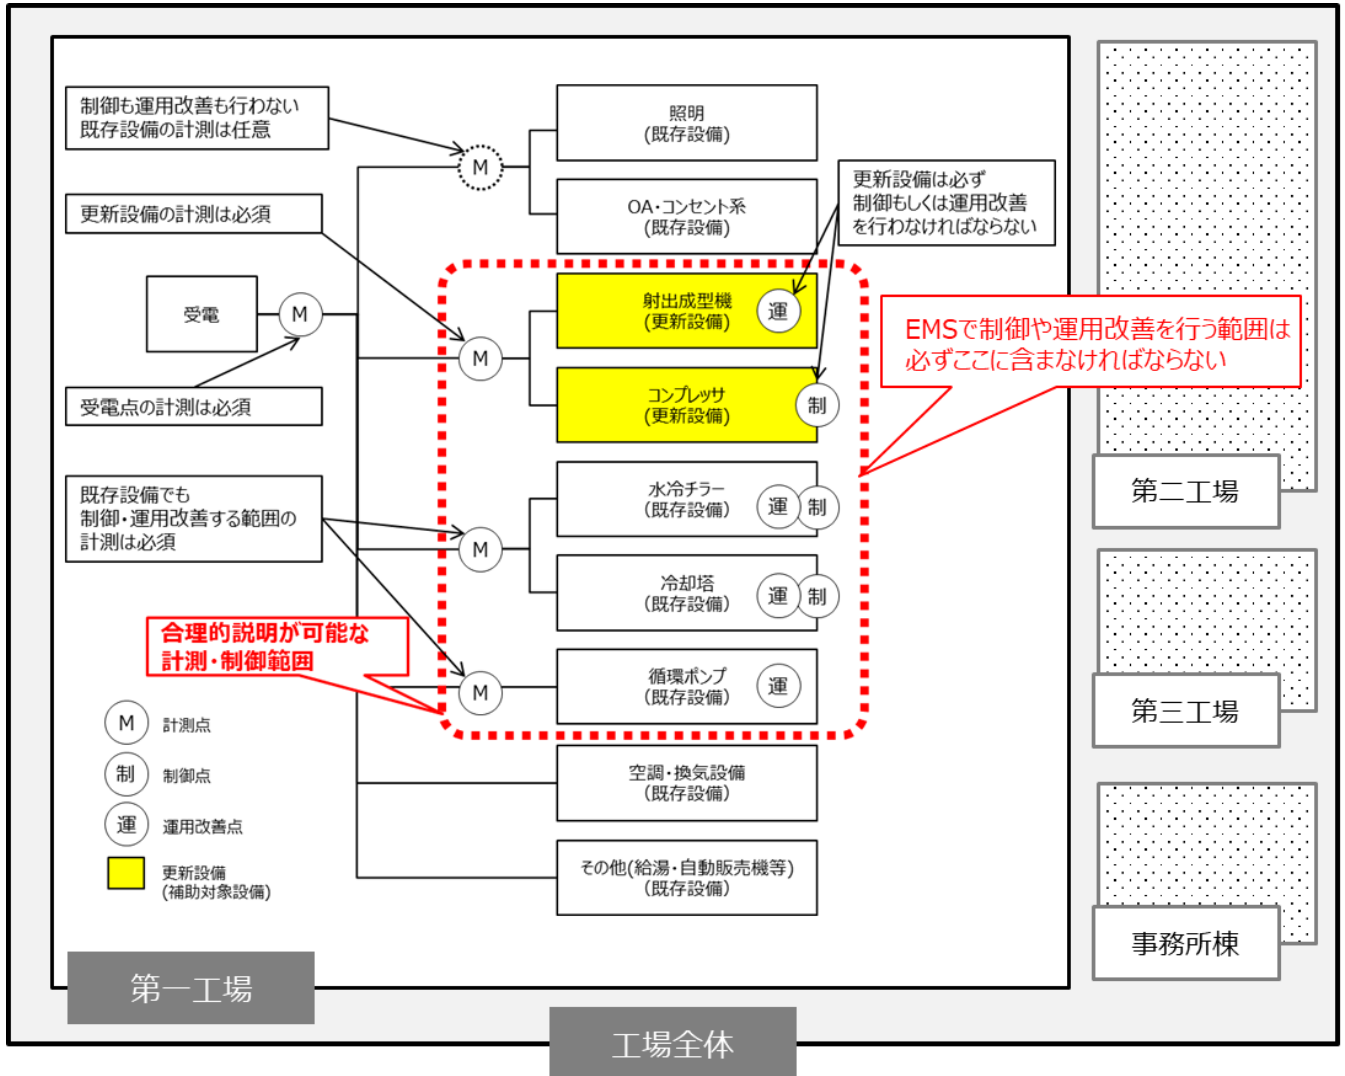 制御も運用改善も行わない
既存設備の計測は任意
更新設備の計測は必須
受電
M
受電点の計測は必須
既存設備でも
制御・運用改善する範囲の
計測は必須
合理的説明が可能な
計測・制御範囲
M
計測点
制
制御点
運
運用改善点
更新設備
(補助対象設備)
M
照明
(既存設備)
OA・コンセント系
(既存設備)
M
射出成型機
(更新設備)
運
コンプレッサ
(更新設備)
制
M
水冷チラー
(既存設備)
運
制
冷却塔
(既存設備)
運
制
M
循環ポンプ
(既存設備)
運
空調・換気設備
(既存設備)
その他(給湯・自動販売機等)
(既存設備)
更新設備は必ず
制御もしくは運用改善
を行わなければならない
EMSで制御や運用改善を行う範囲は
必ずここに含まなければならない
第二工場
第三工場
事務所棟
第一工場
工場全体